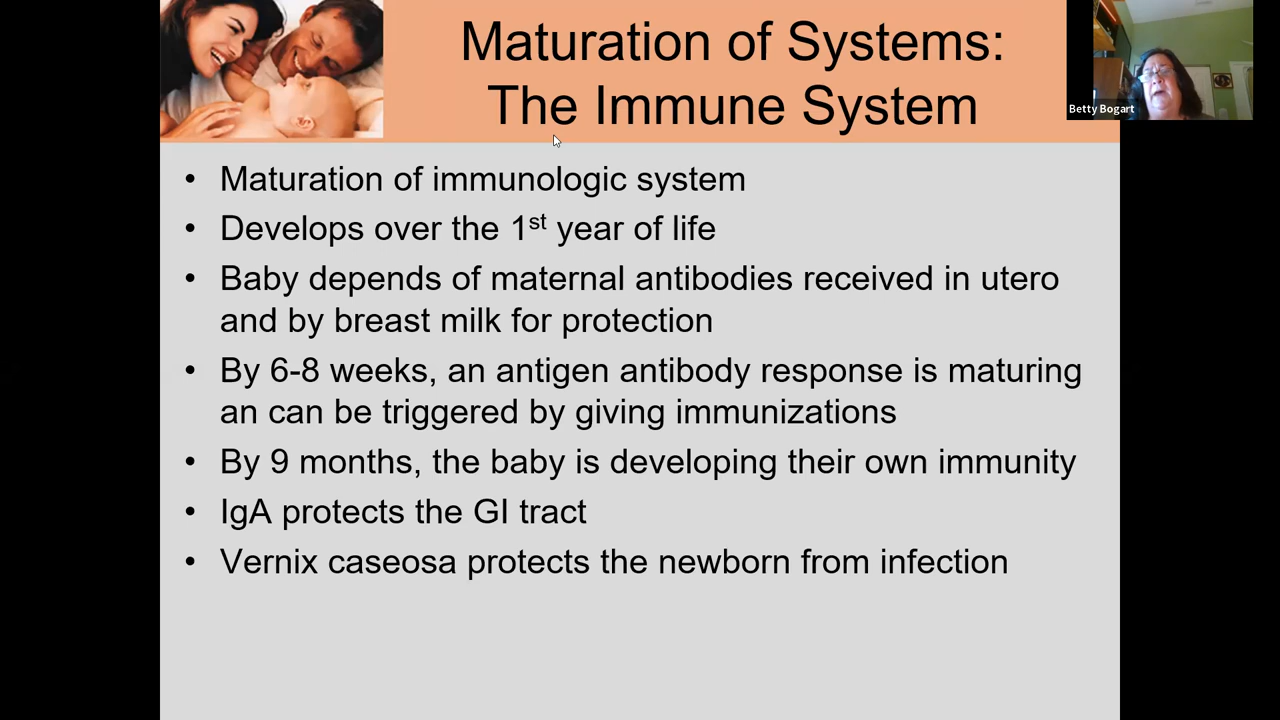 Maturation of Systems:
The Immune System
Betty Bogart
• Maturation of immunologic system
• Develops over the 1st year of life
• Baby depends of maternal antibodies received in utero
and by breast milk for protection
• By 6-8 weeks, an antigen antibody response is maturing
an can be triggered by giving immunizations
• By 9 months, the baby is developing their own immunity
• IgA protects the GI tract
• Vernix caseosa protects the newborn from infection